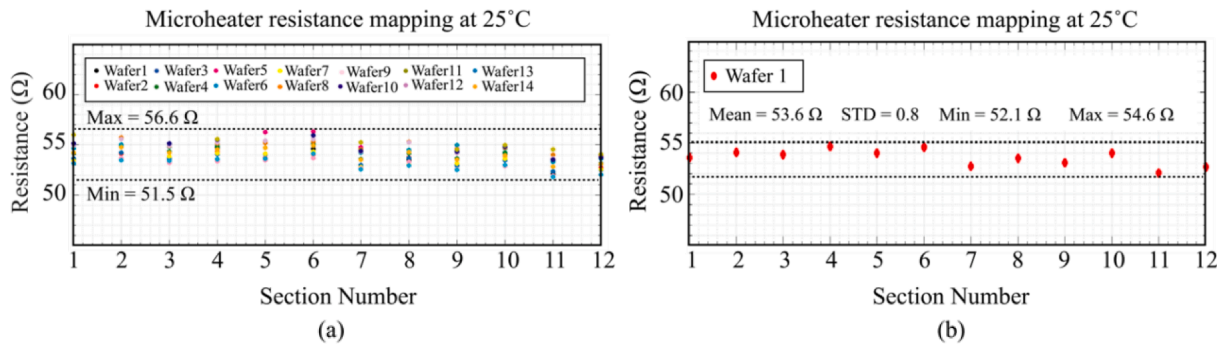 (a)
Microheater resistance mapping at 25˚C
Wafer1 Wafer3 Wafer5 Wafer7 Wafer9 Wafer11 Wafer13
Wafer2 Wafer4 Wafer6 Wafer8 Wafer10 Wafer12 Wafer14
Max = 56.6 Ω
Min = 51.5 Ω
Resistance (Ω)
60
55
50
1 2 3 4 5 6 7 8 9 10 11 12
Section Number
(a)
Microheater resistance mapping at 25˚C
Wafer 1
Mean = 53.6 Ω STD = 0.8 Min = 52.1 Ω Max = 54.6 Ω
Resistance (Ω)
60
55
50
1 2 3 4 5 6 7 8 9 10 11 12
Section Number
(b)